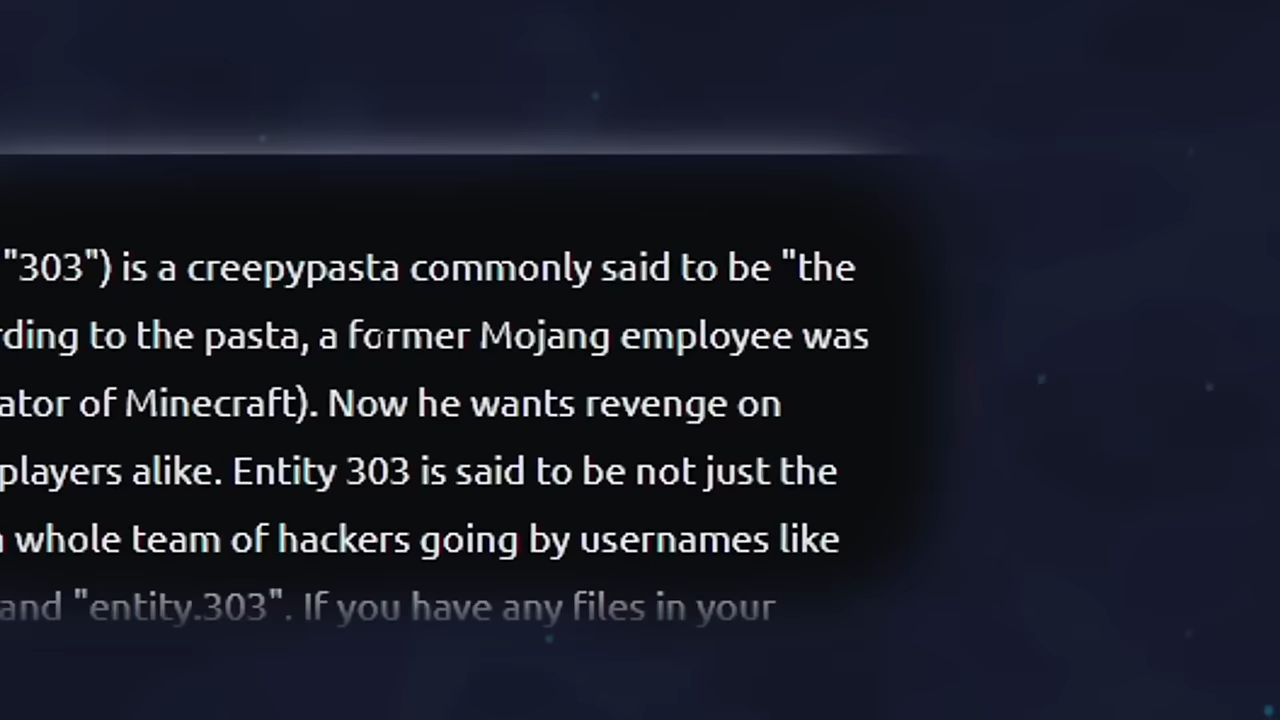 "303") is a creepypasta commonly said to be "the
rding to the pasta, a former Mojang employee was
ator of Minecraft). Now he wants revenge on
players alike. Entity 303 is said to be not just the
whole team of hackers going by usernames like
and "entity.303". If you have any files in your